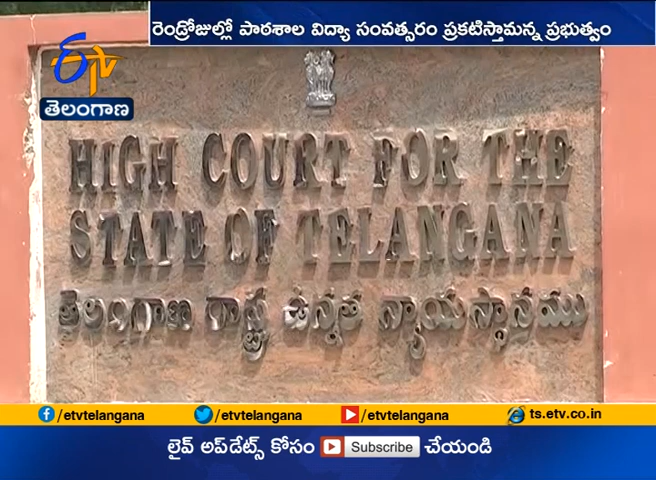 రెండ్రోజుల్లో పాఠశాల విద్యా సంవత్సరం ప్రకటిస్తామన్న ప్రభుత్వం
ETV
తెలంగాణ
HIGH COURT FOR THE
STATE OF TELANGANA
తెలంగాణ రాష్ట్ర ఉన్నత న్యాయస్థానము
/etvtelangana /etvtelangana /etvtelangana ts.etv.co.in
లైవ్ అప్‌డేట్స్ కోసం Subscribe చేయండి